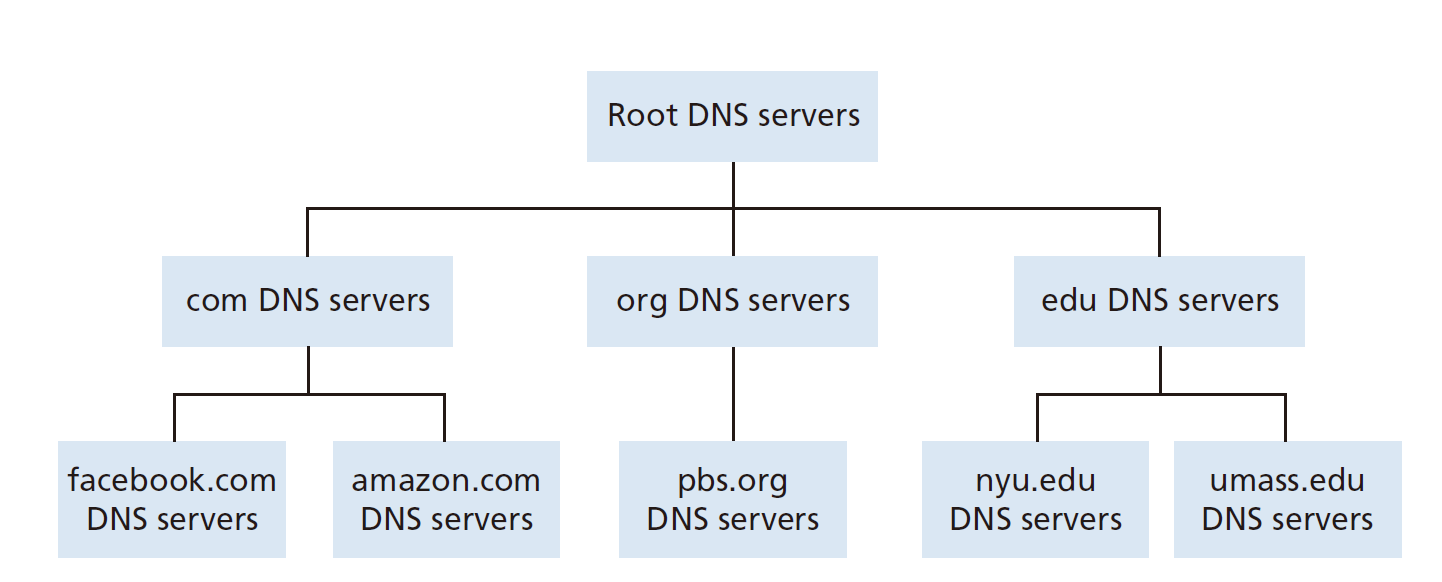 Root DNS servers
com DNS servers
org DNS servers
edu DNS servers
facebook.com
DNS servers
amazon.com
DNS servers
pbs.org
DNS servers
nyu.edu
DNS servers
umass.edu
DNS servers